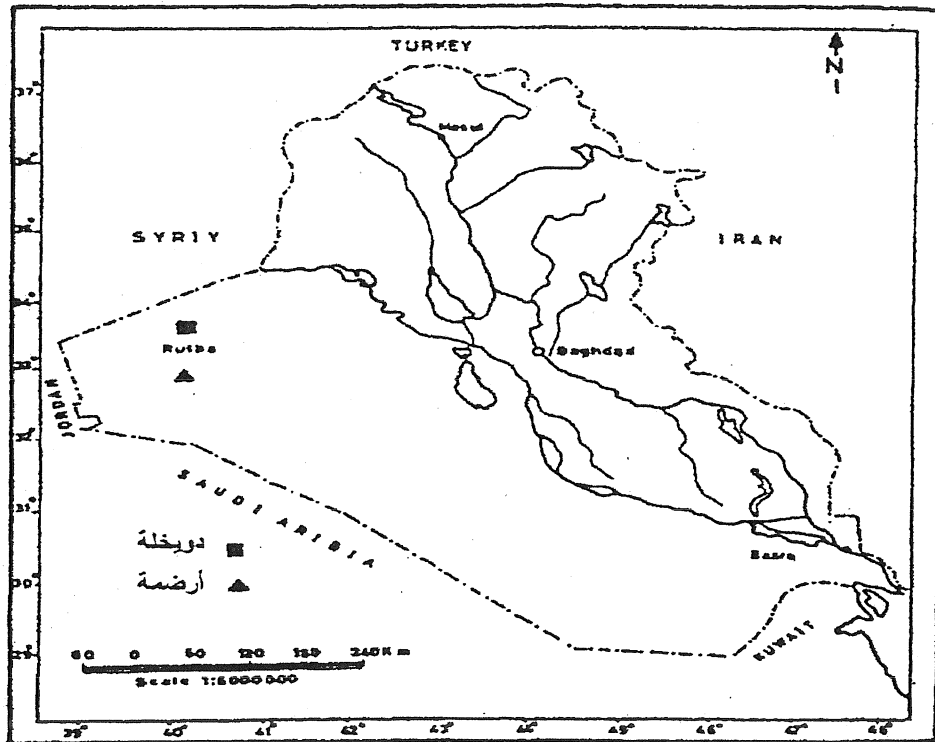 TURKEY
N
37°
Mosul
SYRIY
IRAN
Rutba
Baghdad
JORDAN
SAUDI ARIBIA
دويخلة
أرضمة
Basra
KUWAIT
60 0 60 120 180 240Km
Scale 1:6000000
39° 40° 41° 42° 44° 45° 46° 47° 48°